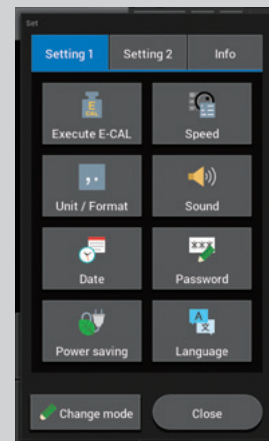 Set
Setting 1 Setting 2 Info
E
Execute E-CAL Speed
, .
Unit / Format Sound
Date
***
Password
Power saving
A 文
Language
Change mode Close